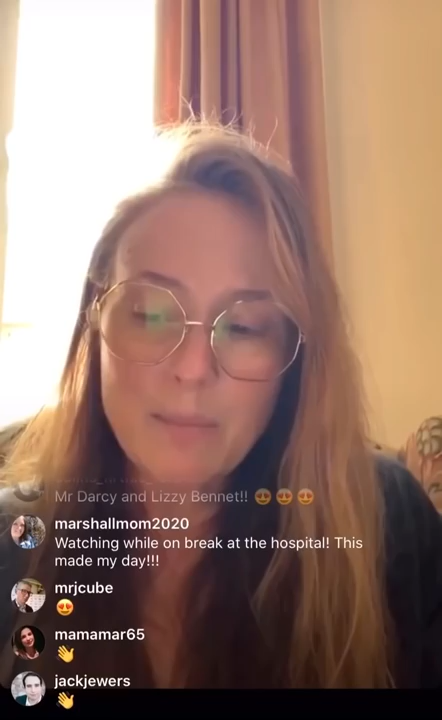 Mr Darcy and Lizzy Bennet!! 😍 😍 😍
marshallmom2020
Watching while on break at the hospital! This
made my day!!!
mrjcube
😍
mamamar65
👋
jackjewers
👋